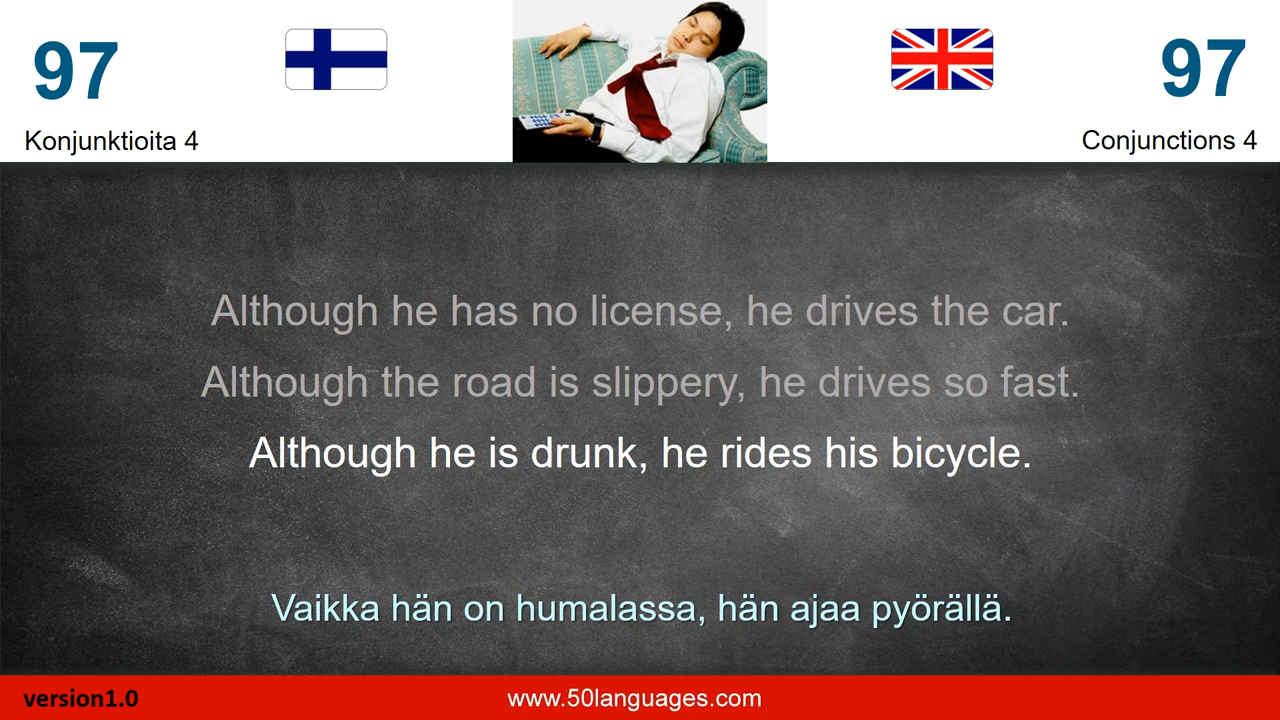 97
97
Konjunktioita 4
Conjunctions 4
Although he has no license, he drives the car.
Although the road is slippery, he drives so fast.
Although he is drunk, he rides his bicycle.
Vaikka hän on humalassa, hän ajaa pyörällä.
version1.0
www.50languages.com